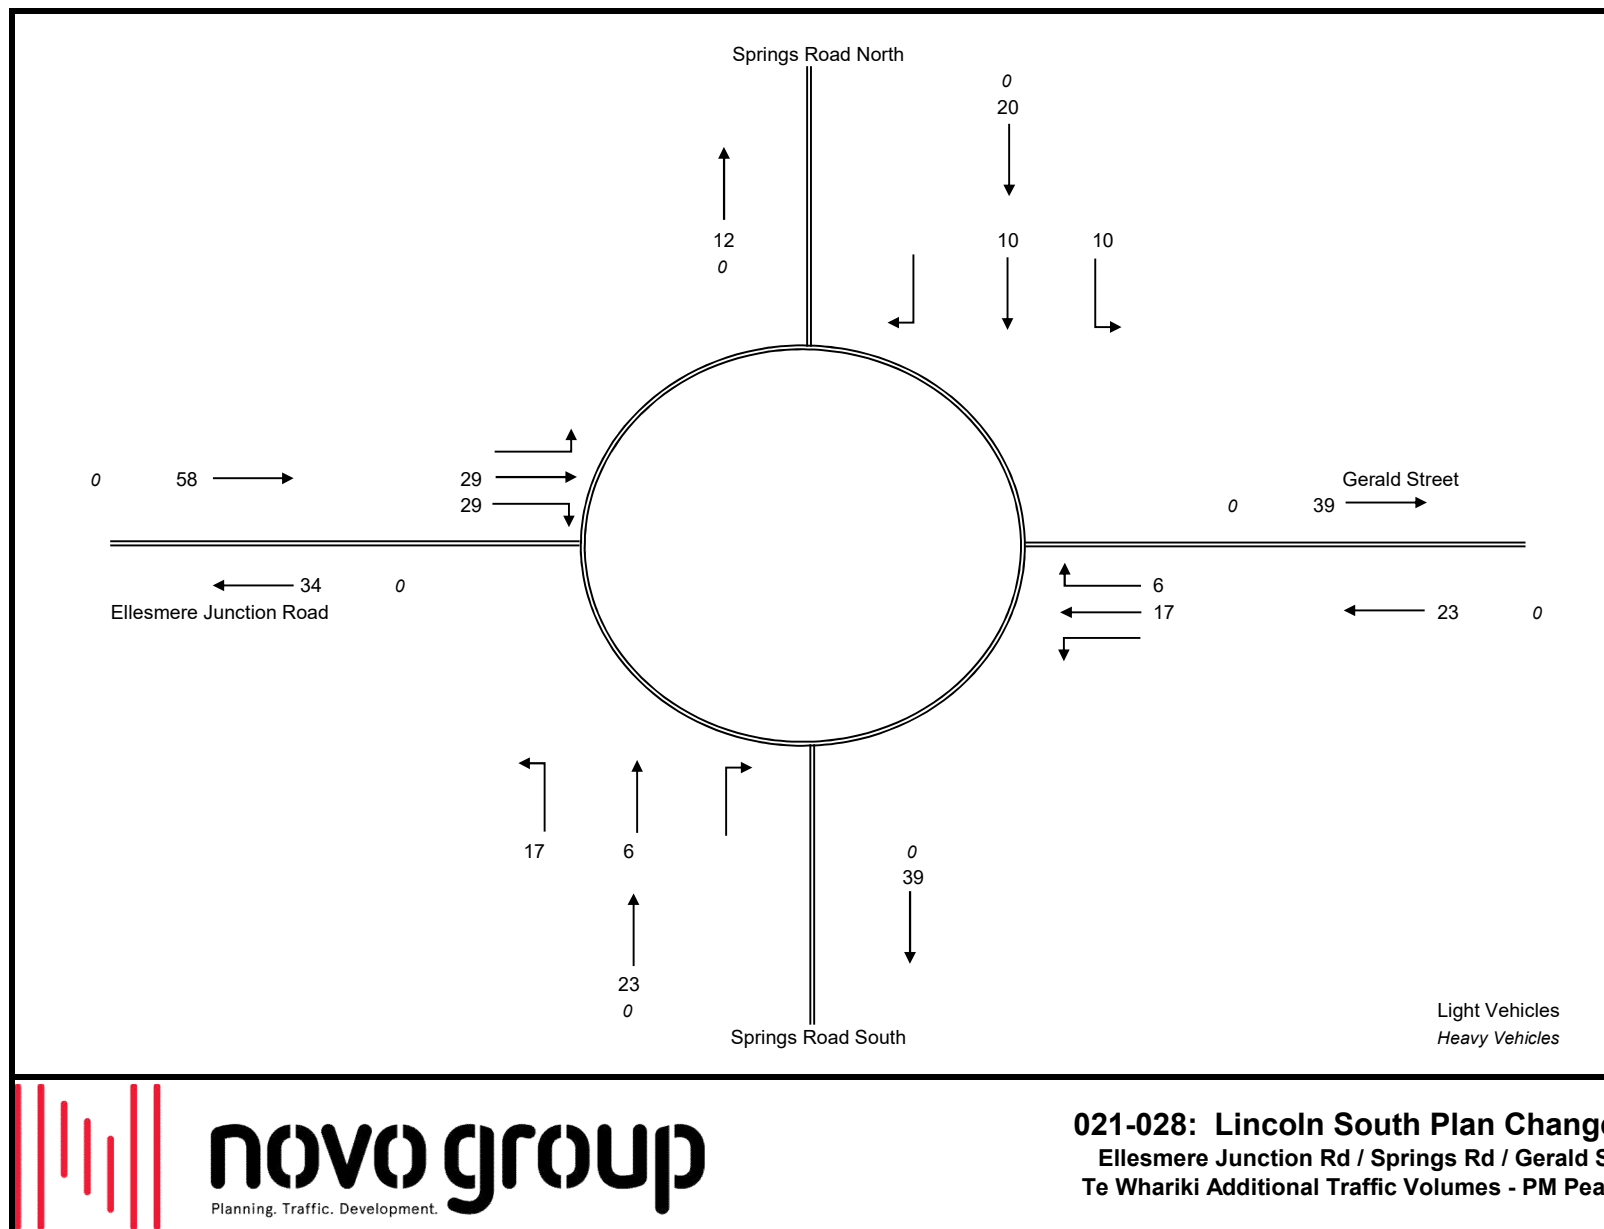 Springs Road North
0
20
12
0
10 10
0 58
29
29
Gerald Street
0 39
34 0
Ellesmere Junction Road
6
17
23 0
17 6
0
39
23
0
Springs Road South
Light Vehicles
Heavy Vehicles
novo group
Planning. Traffic. Development.
021-028: Lincoln South Plan Change
Ellesmere Junction Rd / Springs Rd / Gerald S
Te Whariki Additional Traffic Volumes - PM Pea